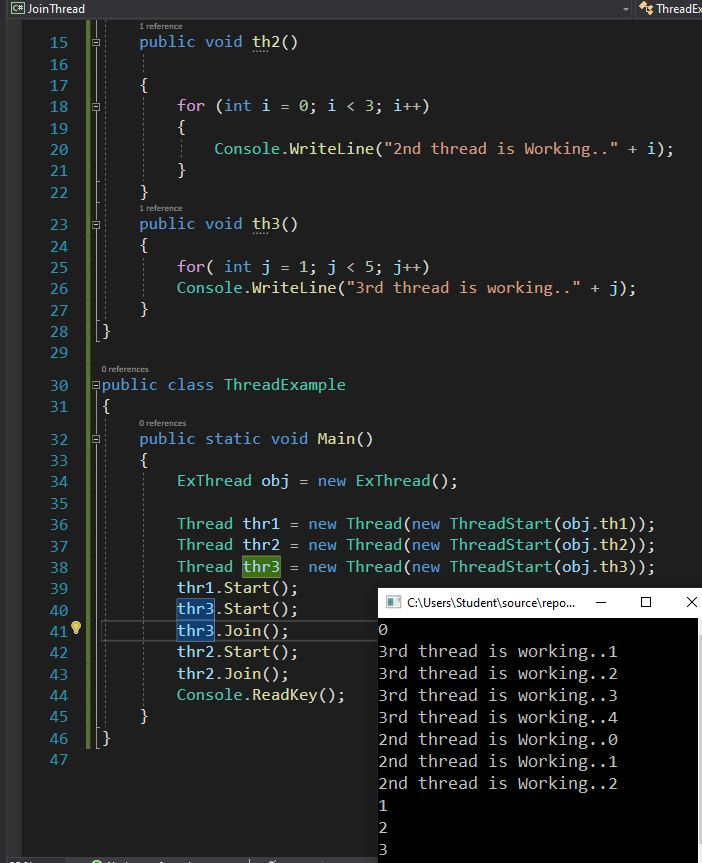 C# JoinThread ThreadEx
1 reference
15 public void th2()
16
17 {
18 for (int i = 0; i < 3; i++)
19 {
20 Console.WriteLine("2nd thread is Working.." + i);
21 }
22 }
1 reference
23 public void th3()
24 {
25 for( int j = 1; j < 5; j++)
26 Console.WriteLine("3rd thread is working.." + j);
27 }
28 }
29
0 references
30 public class ThreadExample
31 {
0 references
32 public static void Main()
33 {
34 ExThread obj = new ExThread();
35
36 Thread thr1 = new Thread(new ThreadStart(obj.th1));
37 Thread thr2 = new Thread(new ThreadStart(obj.th2));
38 Thread thr3 = new Thread(new ThreadStart(obj.th3));
39 thr1.Start();
40 thr3.Start();
41 thr3.Join();
42 thr2.Start();
43 thr2.Join();
44 Console.ReadKey();
45 }
46 }
47
C:\Users\Student\source\repo...
0
3rd thread is working..1
3rd thread is working..2
3rd thread is working..3
3rd thread is working..4
2nd thread is Working..0
2nd thread is Working..1
2nd thread is Working..2
1
2
3